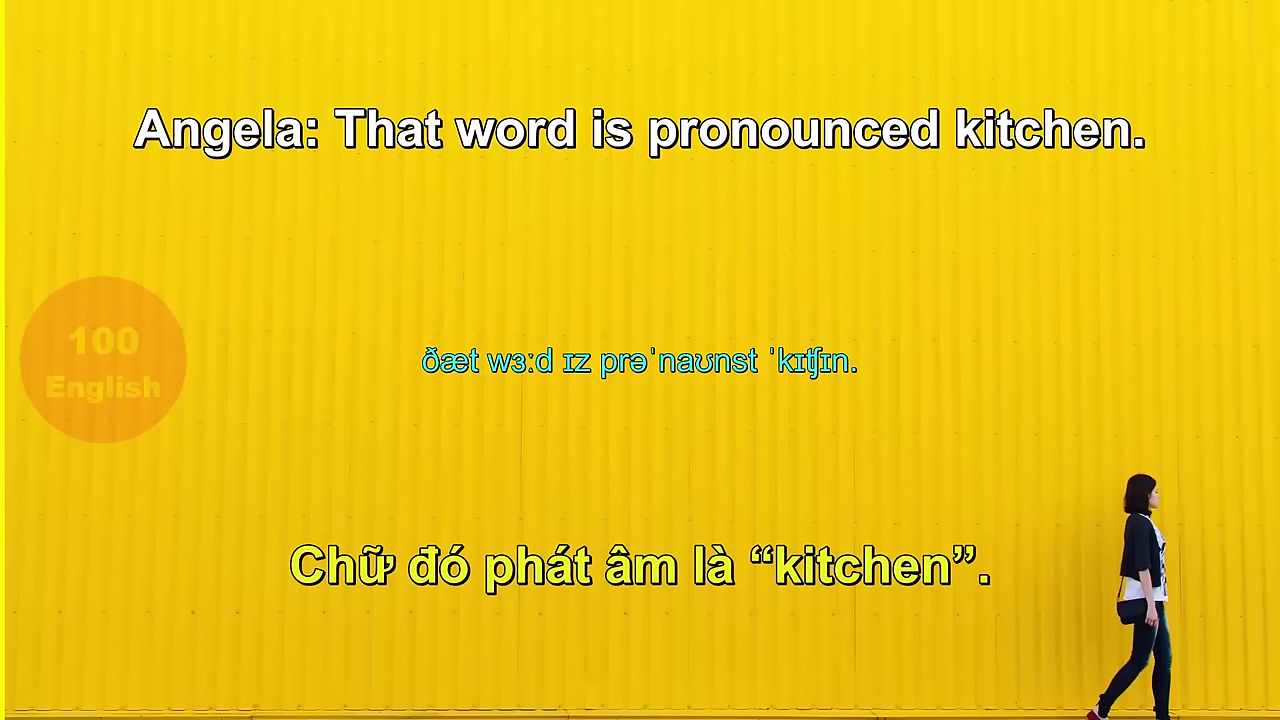 Angela: That word is pronounced kitchen.
100
English
ðæt wɜːd ɪz prəˈnaʊnst ˈkɪʧɪn.
Chữ đó phát âm là “kitchen”.